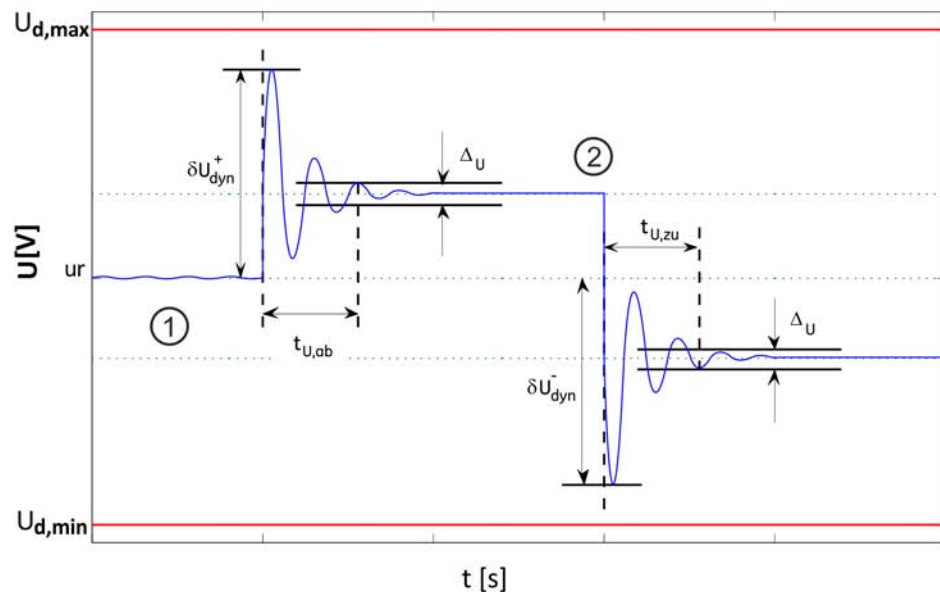 U_d,max
δU⁺_dyn
Δ_U
②
t_U,zu
U[V]
ur
①
t_U,ab
Δ_U
δU⁻_dyn
U_d,min
t [s]